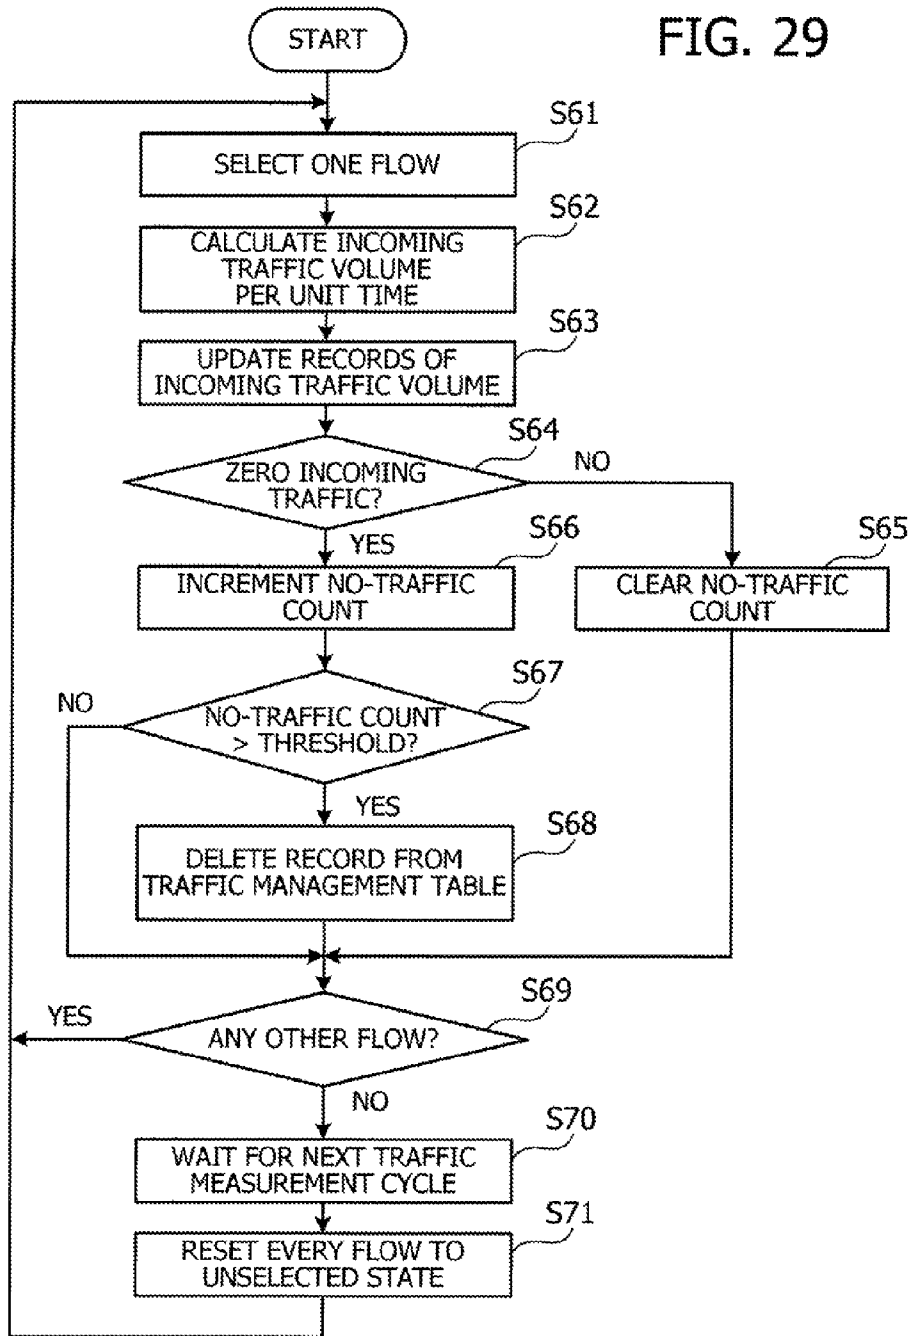 FIG. 29
START
S61
SELECT ONE FLOW
S62
CALCULATE INCOMING
TRAFFIC VOLUME
PER UNIT TIME
S63
UPDATE RECORDS OF
INCOMING TRAFFIC VOLUME
S64
ZERO INCOMING
TRAFFIC?
NO
YES
S66
INCREMENT NO-TRAFFIC
COUNT
S65
CLEAR NO-TRAFFIC
COUNT
S67
NO
NO-TRAFFIC COUNT
> THRESHOLD?
YES
S68
DELETE RECORD FROM
TRAFFIC MANAGEMENT TABLE
S69
YES
ANY OTHER FLOW?
NO
S70
WAIT FOR NEXT TRAFFIC
MEASUREMENT CYCLE
S71
RESET EVERY FLOW TO
UNSELECTED STATE